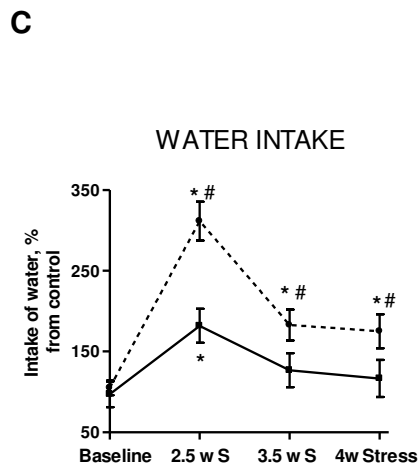 C
WATER INTAKE
Intake of water, %
from control
350
250
150
50
* #
* #
* #
*
Baseline 2.5 w S 3.5 w S 4w Stress